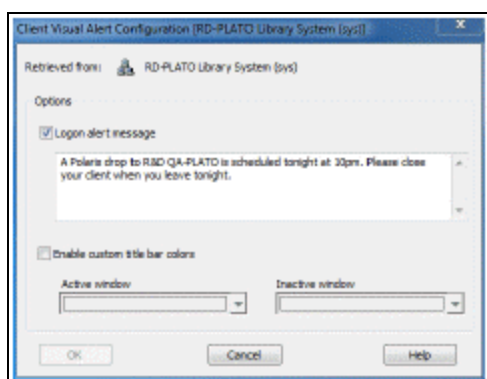 Client Visual Alert Configuration [RD-PLATO Library System (sys)]
Retrieved from: RD-PLATO Library System (sys)
Options
Logon alert message
A Polaris drop to R&D QA-PLATO is scheduled tonight at 10pm. Please close
your client when you leave tonight.
Enable custom title bar colors
Active window Inactive window
OK Cancel Help